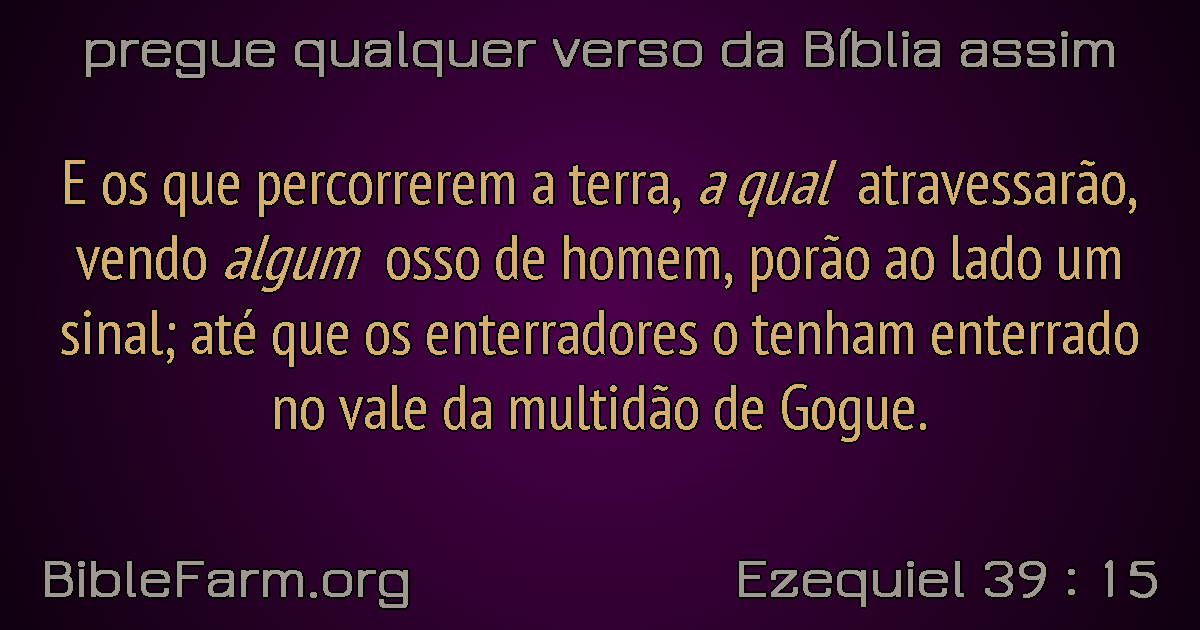 pregue qualquer verso da Bíblia assim
E os que percorrerem a terra, a qual atravessarão,
vendo algum osso de homem, porão ao lado um
sinal; até que os enterradores o tenham enterrado
no vale da multidão de Gogue.
BibleFarm.org
Ezequiel 39 : 15